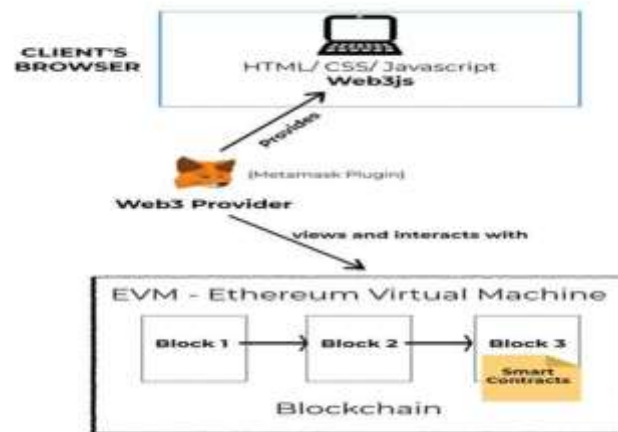 CLIENT'S
BROWSER
HTML/ CSS/ Javascript
Web3js
Provides
(Metamask Plugin)
Web3 Provider
views and interacts with
EVM - Ethereum Virtual Machine
Block 1
Block 2
Block 3
Smart
Contracts
Blockchain